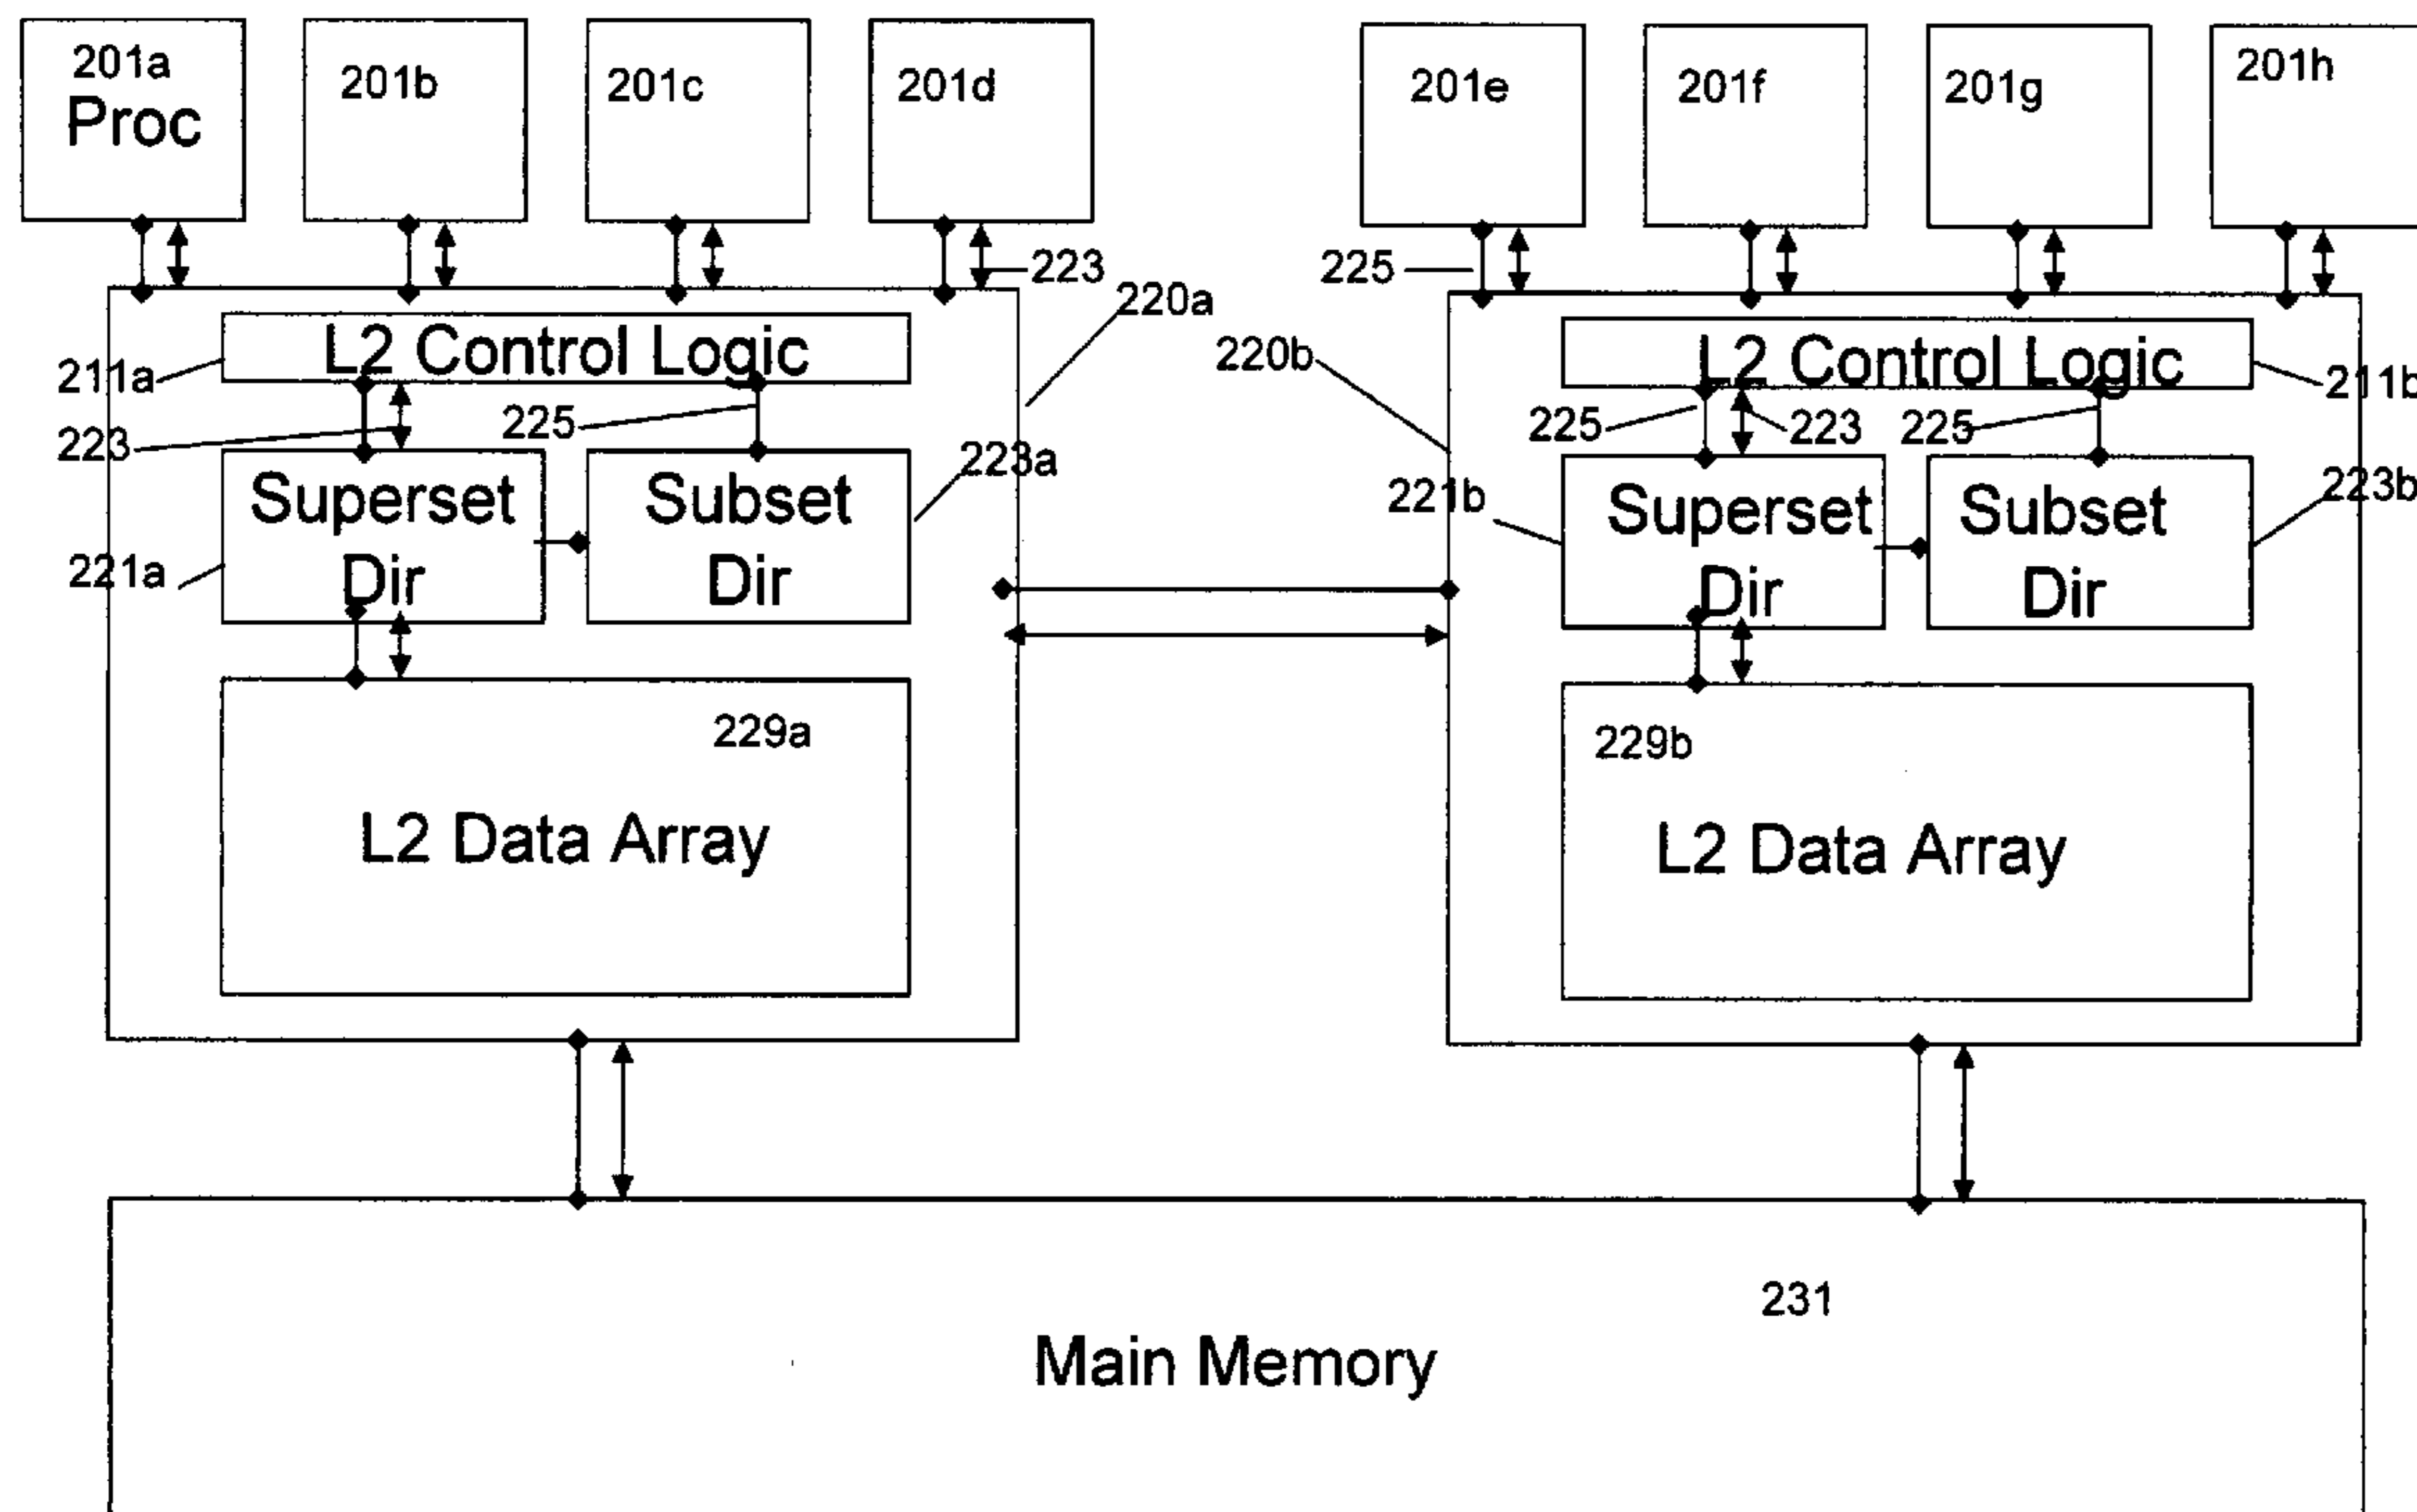 201a
Proc
201b
201c
201d
201e
201f
201g
201h
223
225
220a
220b
L2 Control Logic
211a
225
223
223a
Superset
Dir
Subset
Dir
221a
L2 Control Logic
211b
225
223
225
221b
223b
Superset
Dir
Subset
Dir
229a
L2 Data Array
229b
L2 Data Array
231
Main Memory